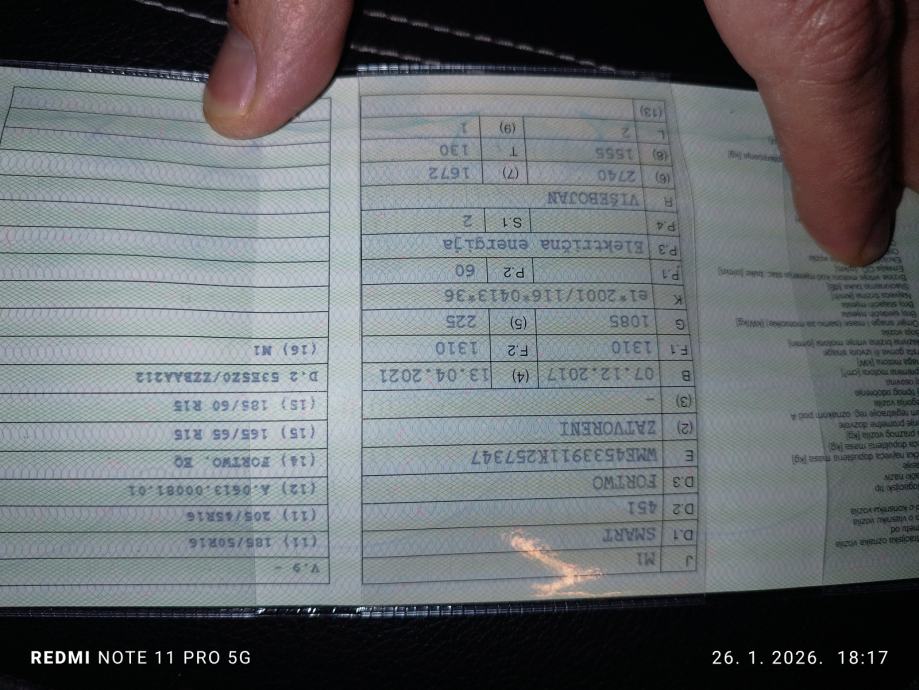 J M1
D.1 SMART
D.2 451
D.3 FORTWO
E WME4533911K257347
(2) ZATVORENI
(3) –
B 07.12.2017. (4) 13.04.2021
F.1 1310 F.2 1310
G 1085 (5) 225
K e1*2001/116*0413*36
P.1 P.2 60
P.3 Električna energija
P.4 S.1 2
R VIŠEBOJAN
(6) 2740 (7) 1672
(8) 1555 T 130
L 2 (9) 1
(13)
V.9 –
(11) 185/50R16
(11) 205/45R16
(12) A.0613.01080.01
(14) FORTWO. EQ
(15) 165/65 R15
(15) 185/60 R15
D.2 53E5Z0/ZZBAA212
(16) M1
REDMI NOTE 11 PRO 5G
26. 1. 2026. 18:17